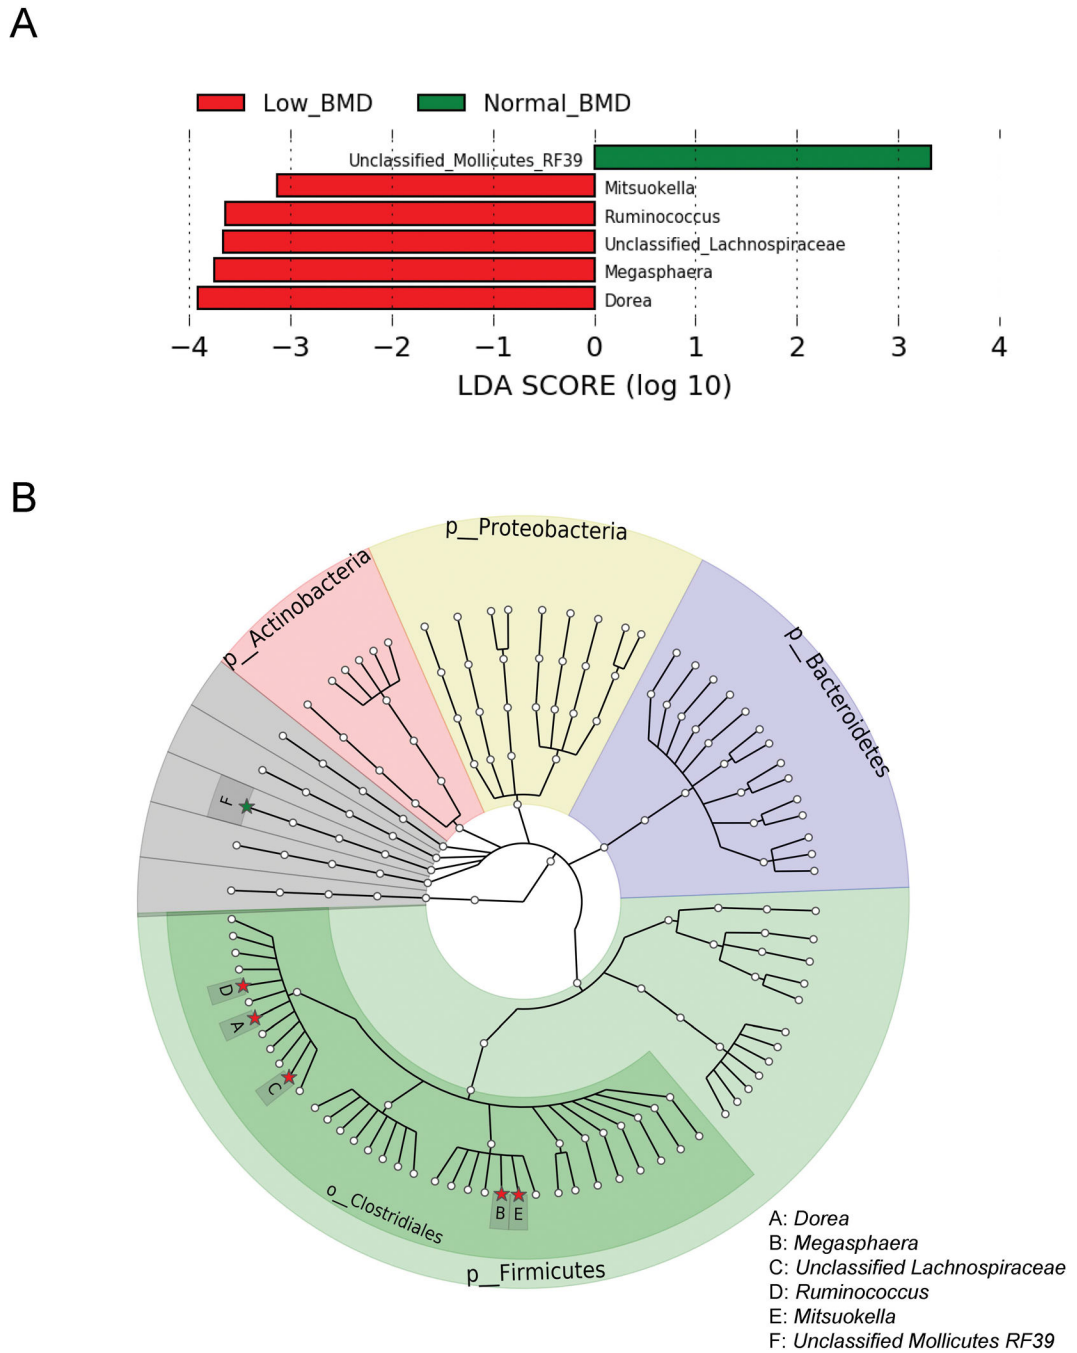 A
Low_BMD
Normal_BMD
Unclassified_Mollicutes_RF39
Mitsuokella
Ruminococcus
Unclassified_Lachnospiraceae
Megasphaera
Dorea
−4 −3 −2 −1 0 1 2 3 4
LDA SCORE (log 10)
B
p__Proteobacteria
p__Actinobacteria
p__Bacteroidetes
F
D
A
C
B E
o__Clostridiales
p__Firmicutes
A: Dorea
B: Megasphaera
C: Unclassified Lachnospiraceae
D: Ruminococcus
E: Mitsuokella
F: Unclassified Mollicutes RF39